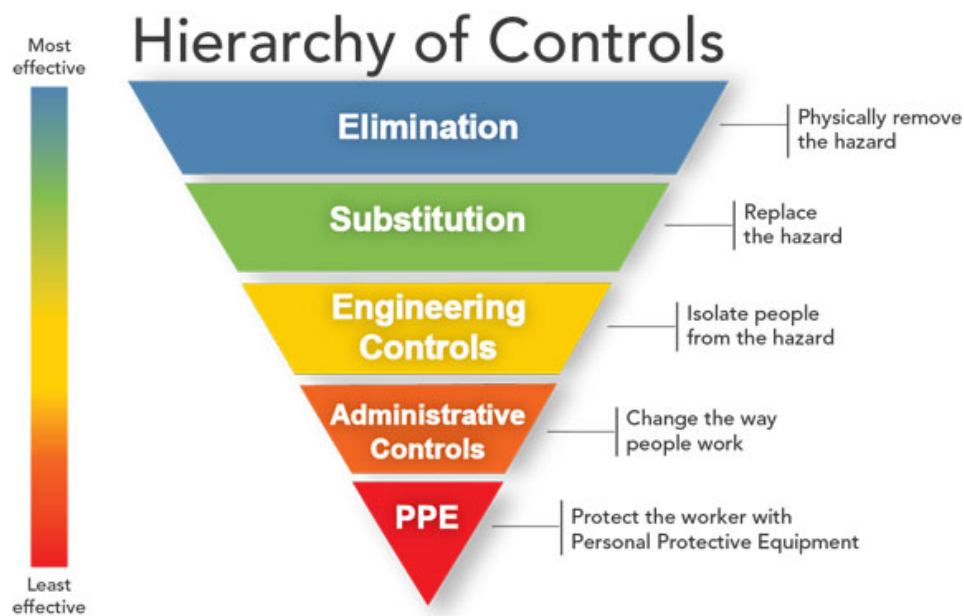 Hierarchy of Controls
Most
effective
Elimination
Physically remove
the hazard
Substitution
Replace
the hazard
Engineering
Controls
Isolate people
from the hazard
Administrative
Controls
Change the way
people work
PPE
Protect the worker with
Personal Protective Equipment
Least
effective